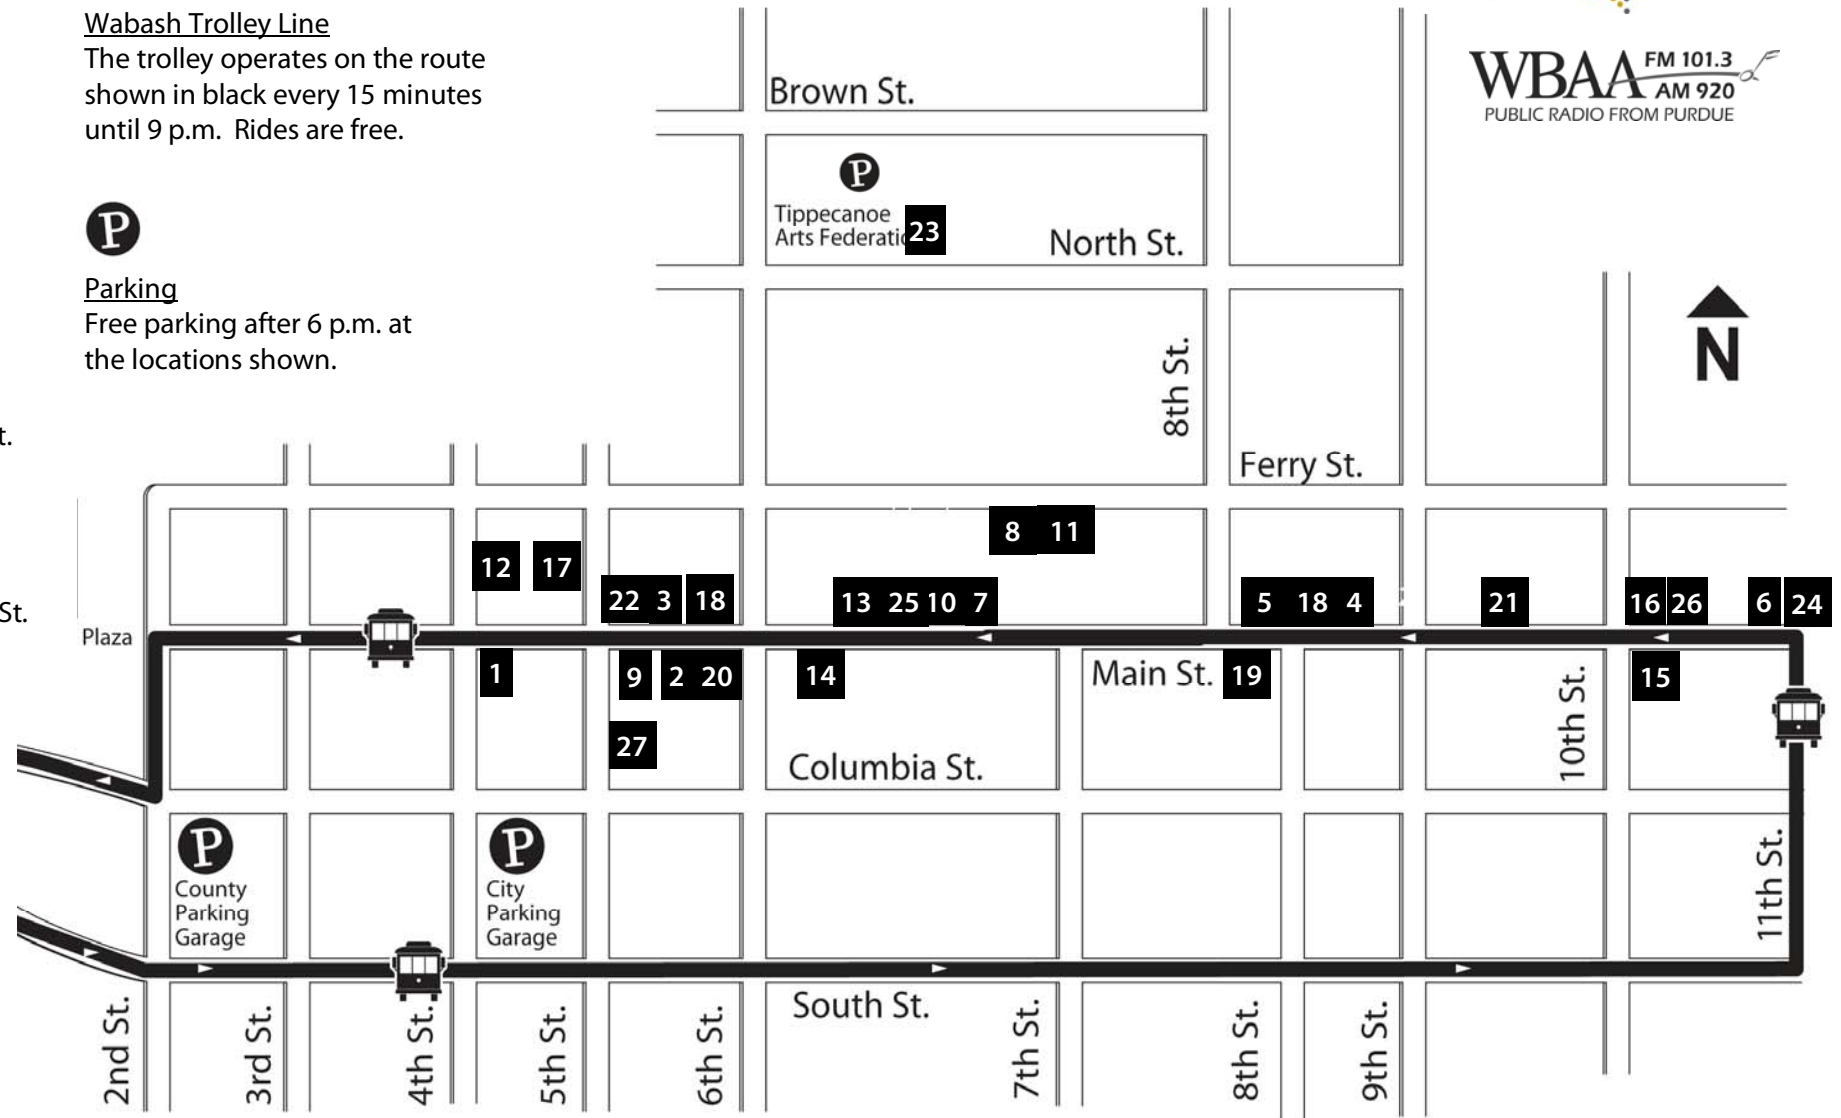 Wabash Trolley Line
The trolley operates on the route
shown in black every 15 minutes
until 9 p.m. Rides are free.
P
Parking
Free parking after 6 p.m. at
the locations shown.
WBAA FM 101.3
AM 920
PUBLIC RADIO FROM PURDUE
Brown St.
P
Tippecanoe
Arts Federatio 23
North St.
N
8th St.
t.
Ferry St.
8 11
12 17
22 3 18 13 25 10 7 5 18 4 21 16 26 6 24
St.
Plaza
1 9 2 20 14 Main St. 19 15
10th St.
27
Columbia St.
P
County
Parking
Garage
P
City
Parking
Garage
11th St.
South St.
2nd St.
3rd St.
4th St.
5th St.
6th St.
7th St.
8th St.
9th St.